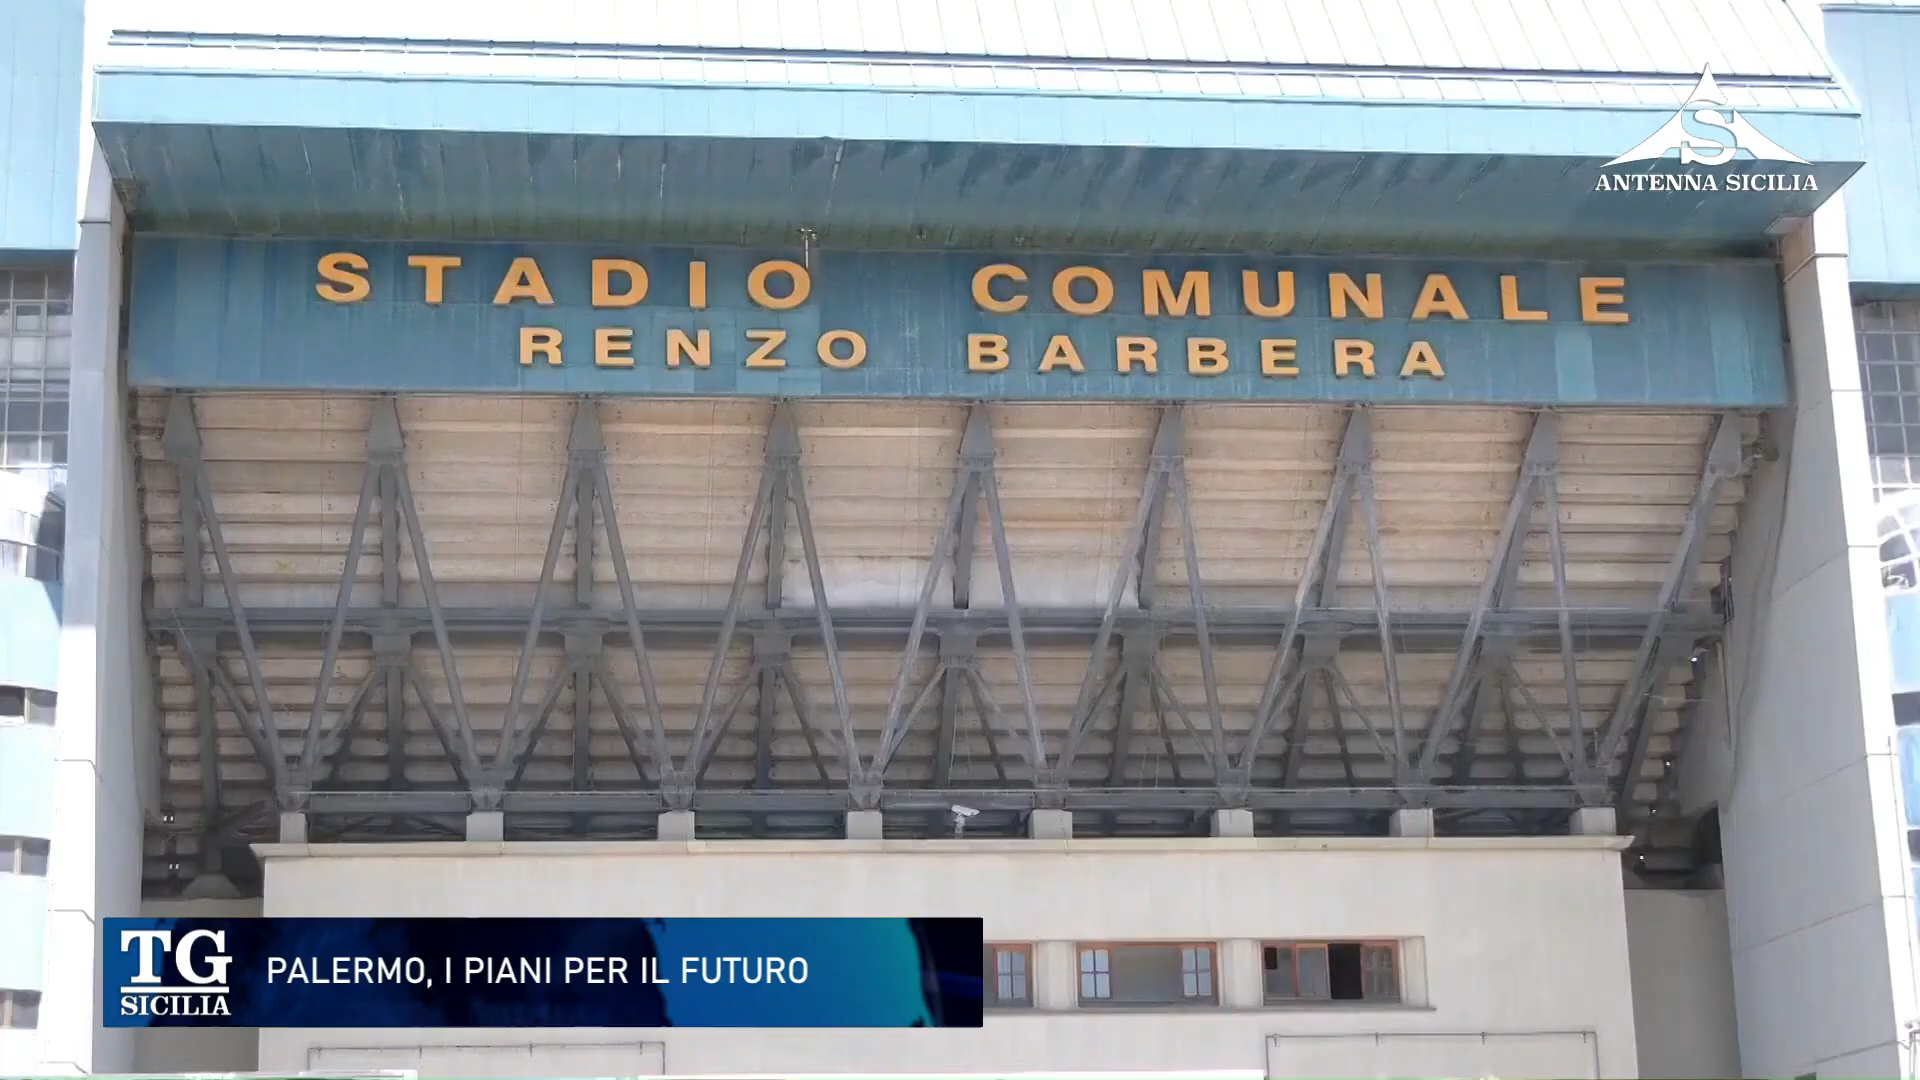 S
ANTENNA SICILIA
STADIO COMUNALE
RENZO BARBERA
TG
SICILIA
PALERMO, I PIANI PER IL FUTURO